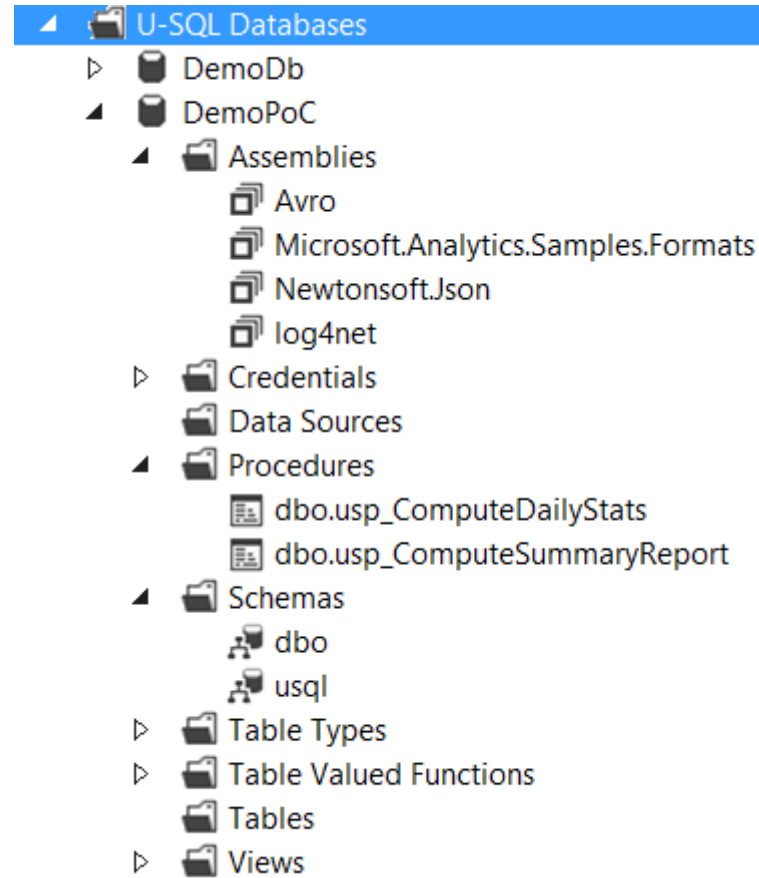 U-SQL Databases
DemoDb
DemoPoC
Assemblies
Avro
Microsoft.Analytics.Samples.Formats
Newtonsoft.Json
log4net
Credentials
Data Sources
Procedures
dbo.usp_ComputeDailyStats
dbo.usp_ComputeSummaryReport
Schemas
dbo
usql
Table Types
Table Valued Functions
Tables
Views